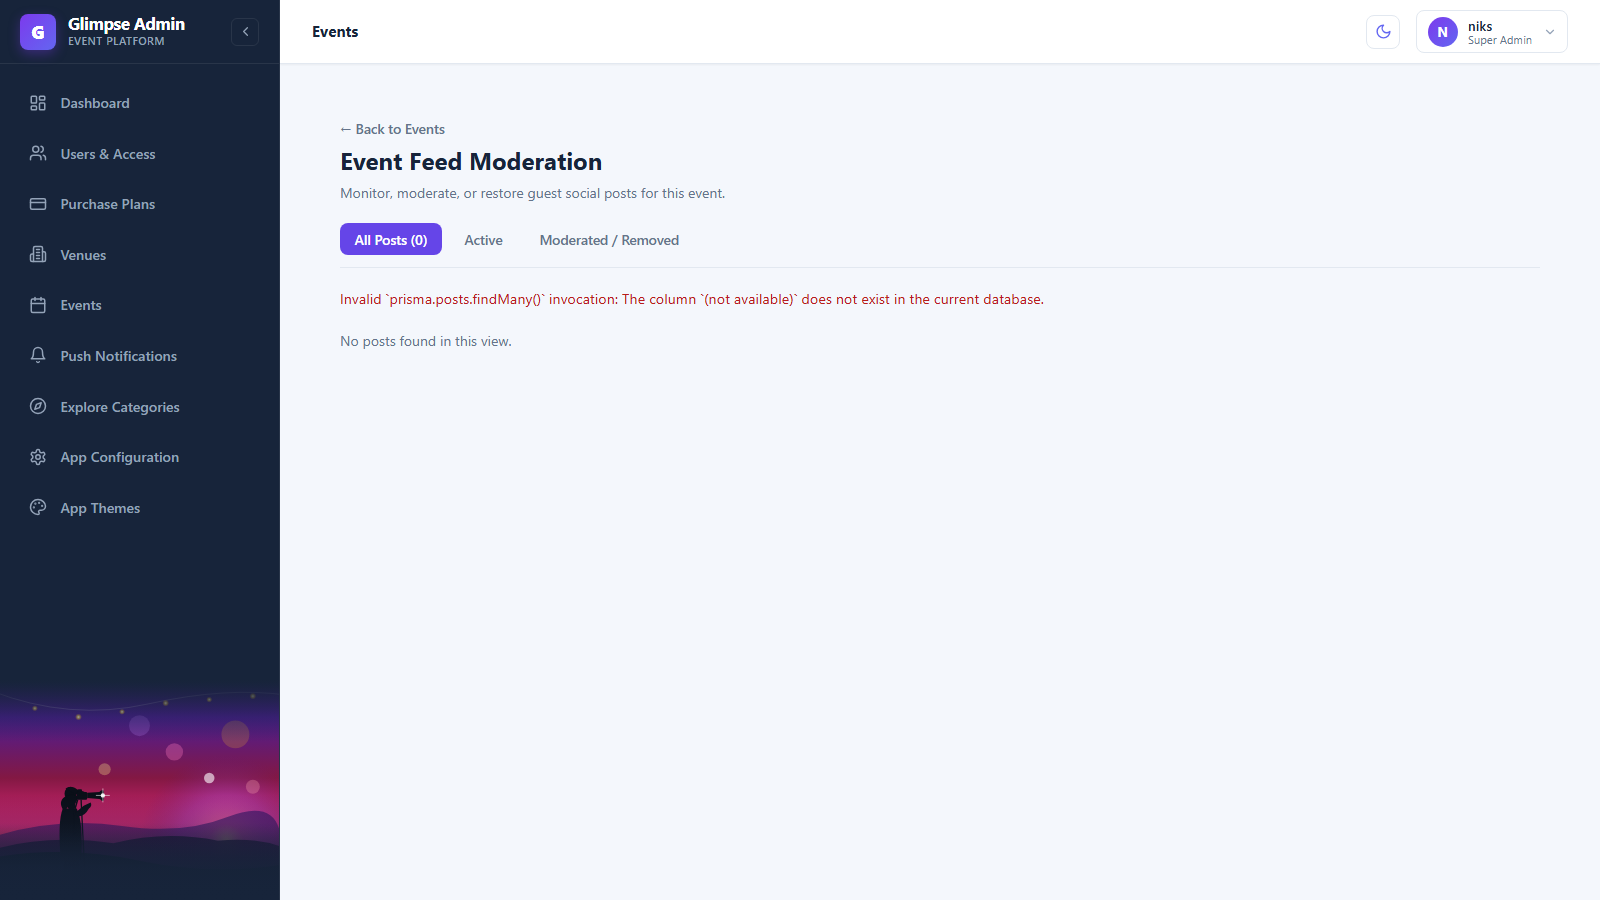 G
Glimpse Admin
EVENT PLATFORM
Events
N
niks
Super Admin
Dashboard
Users & Access
Purchase Plans
Venues
Events
Push Notifications
Explore Categories
App Configuration
App Themes
← Back to Events
Event Feed Moderation
Monitor, moderate, or restore guest social posts for this event.
All Posts (0)
Active
Moderated / Removed
Invalid `prisma.posts.findMany()` invocation: The column `(not available)` does not exist in the current database.
No posts found in this view.